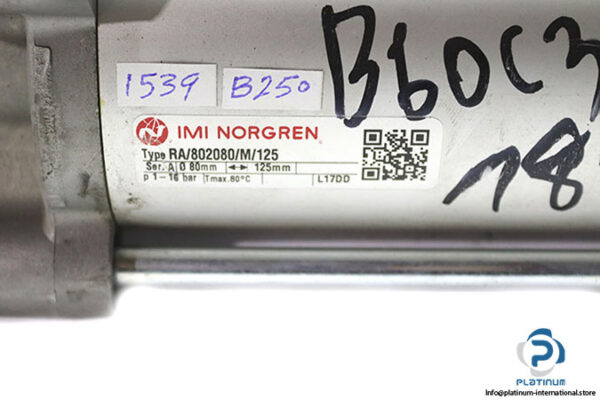 1539 B250
B60C3
18
IMI NORGREN
Type RA/802080/M/125
Ser. A Ø 80mm 125mm
p 1-16 bar Tmax.80°C L17DD
PLATINUM
Info@platinum-international.store